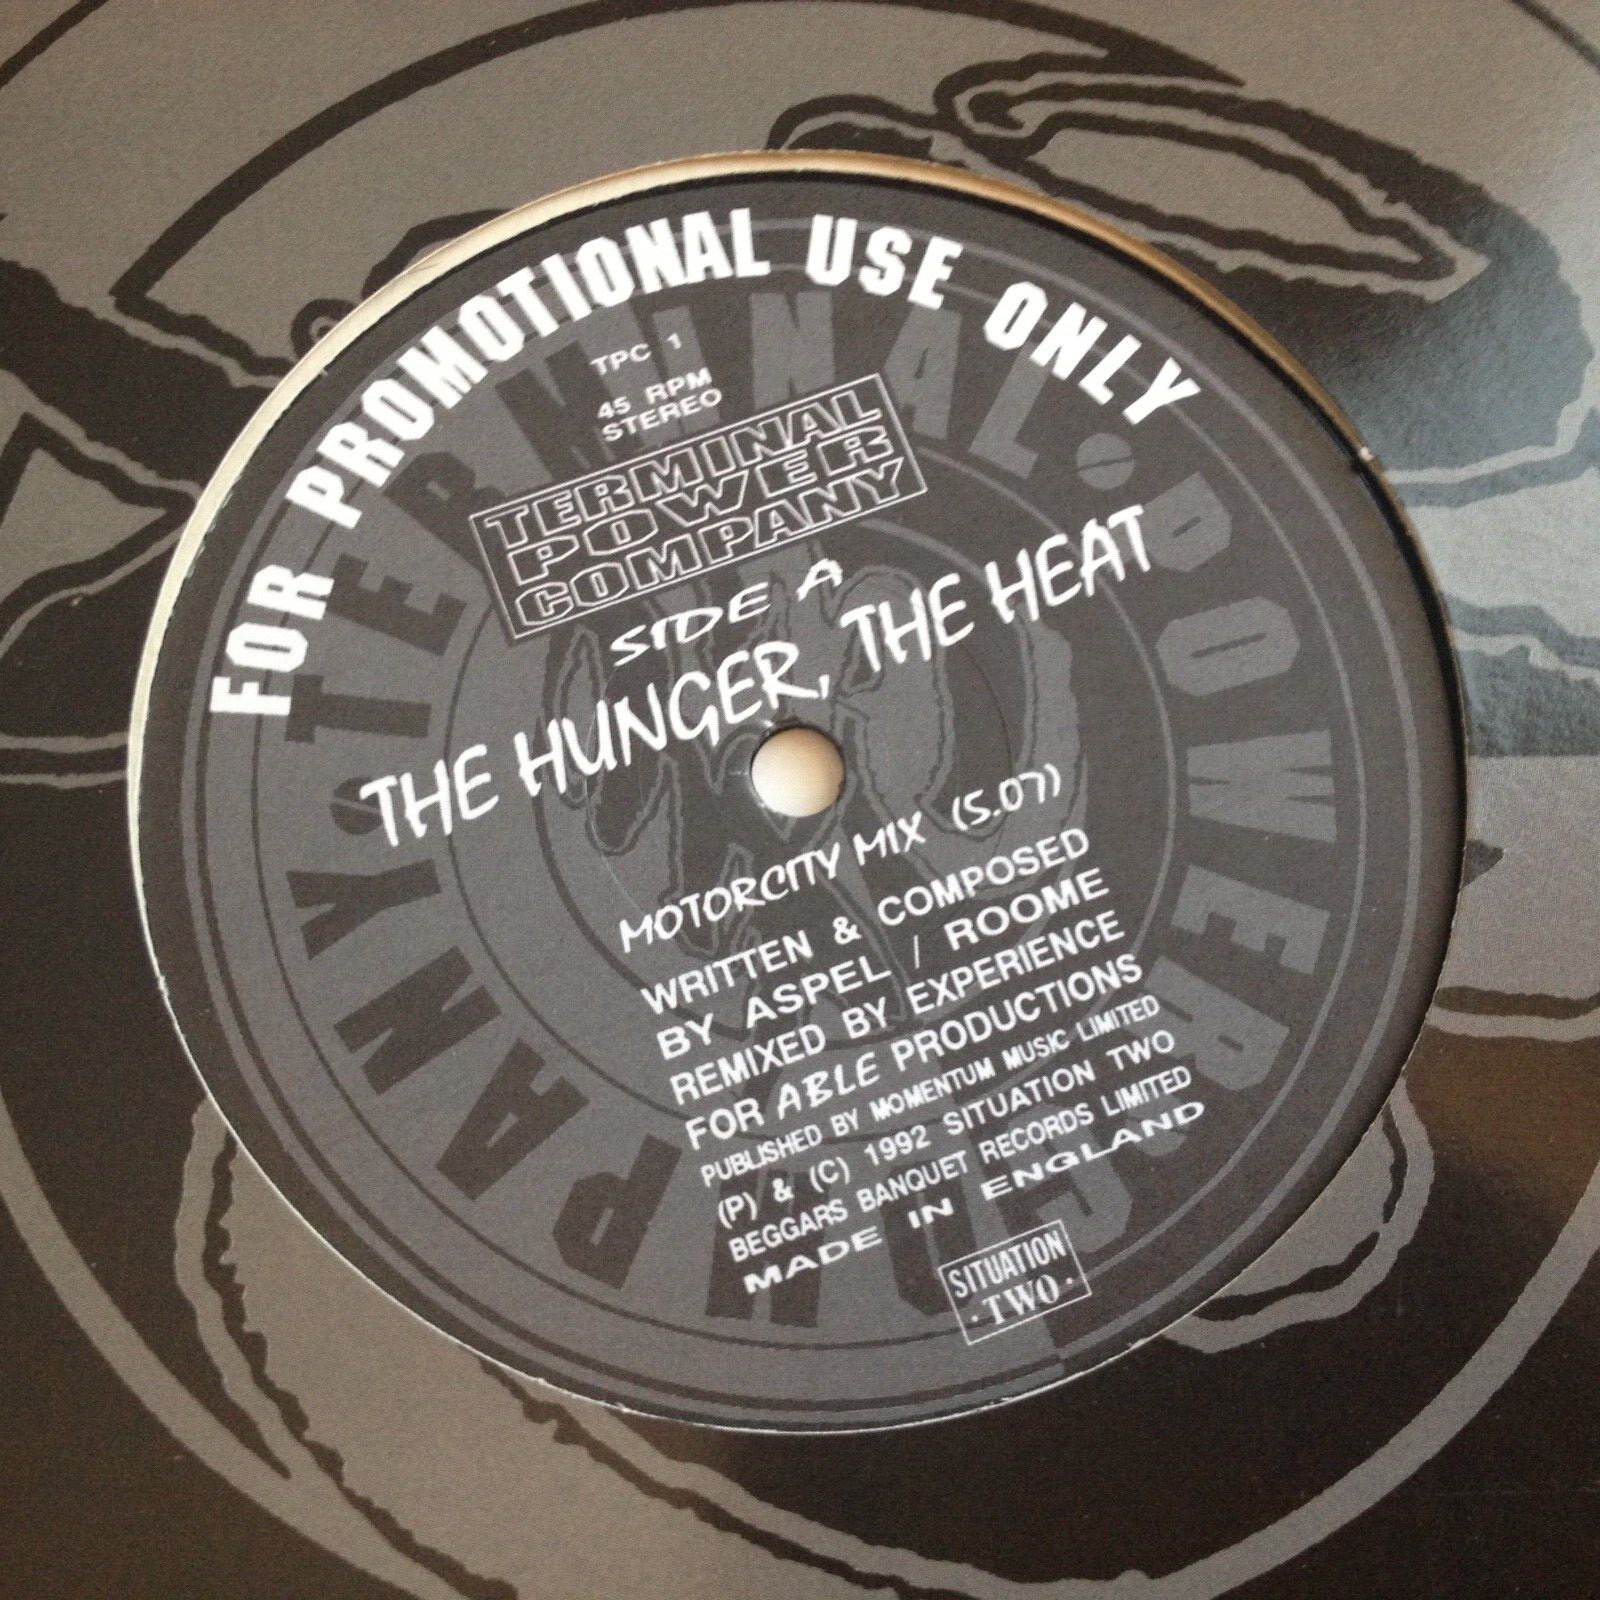 FOR PROMOTIONAL USE ONLY
TPC 1
45 RPM
STEREO
TERMINAL
POWER
COMPANY
SIDE A
THE HUNGER, THE HEAT
MOTORCITY MIX (5.07)
WRITTEN & COMPOSED
BY ASPEL / ROOME
REMIXED BY EXPERIENCE
FOR ABLE PRODUCTIONS
PUBLISHED BY MOMENTUM MUSIC LIMITED
(P) & (C) 1992 SITUATION TWO
BEGGARS BANQUET RECORDS LIMITED
MADE IN ENGLAND
SITUATION
·TWO·
TERMINAL·POWER·COMPANY·